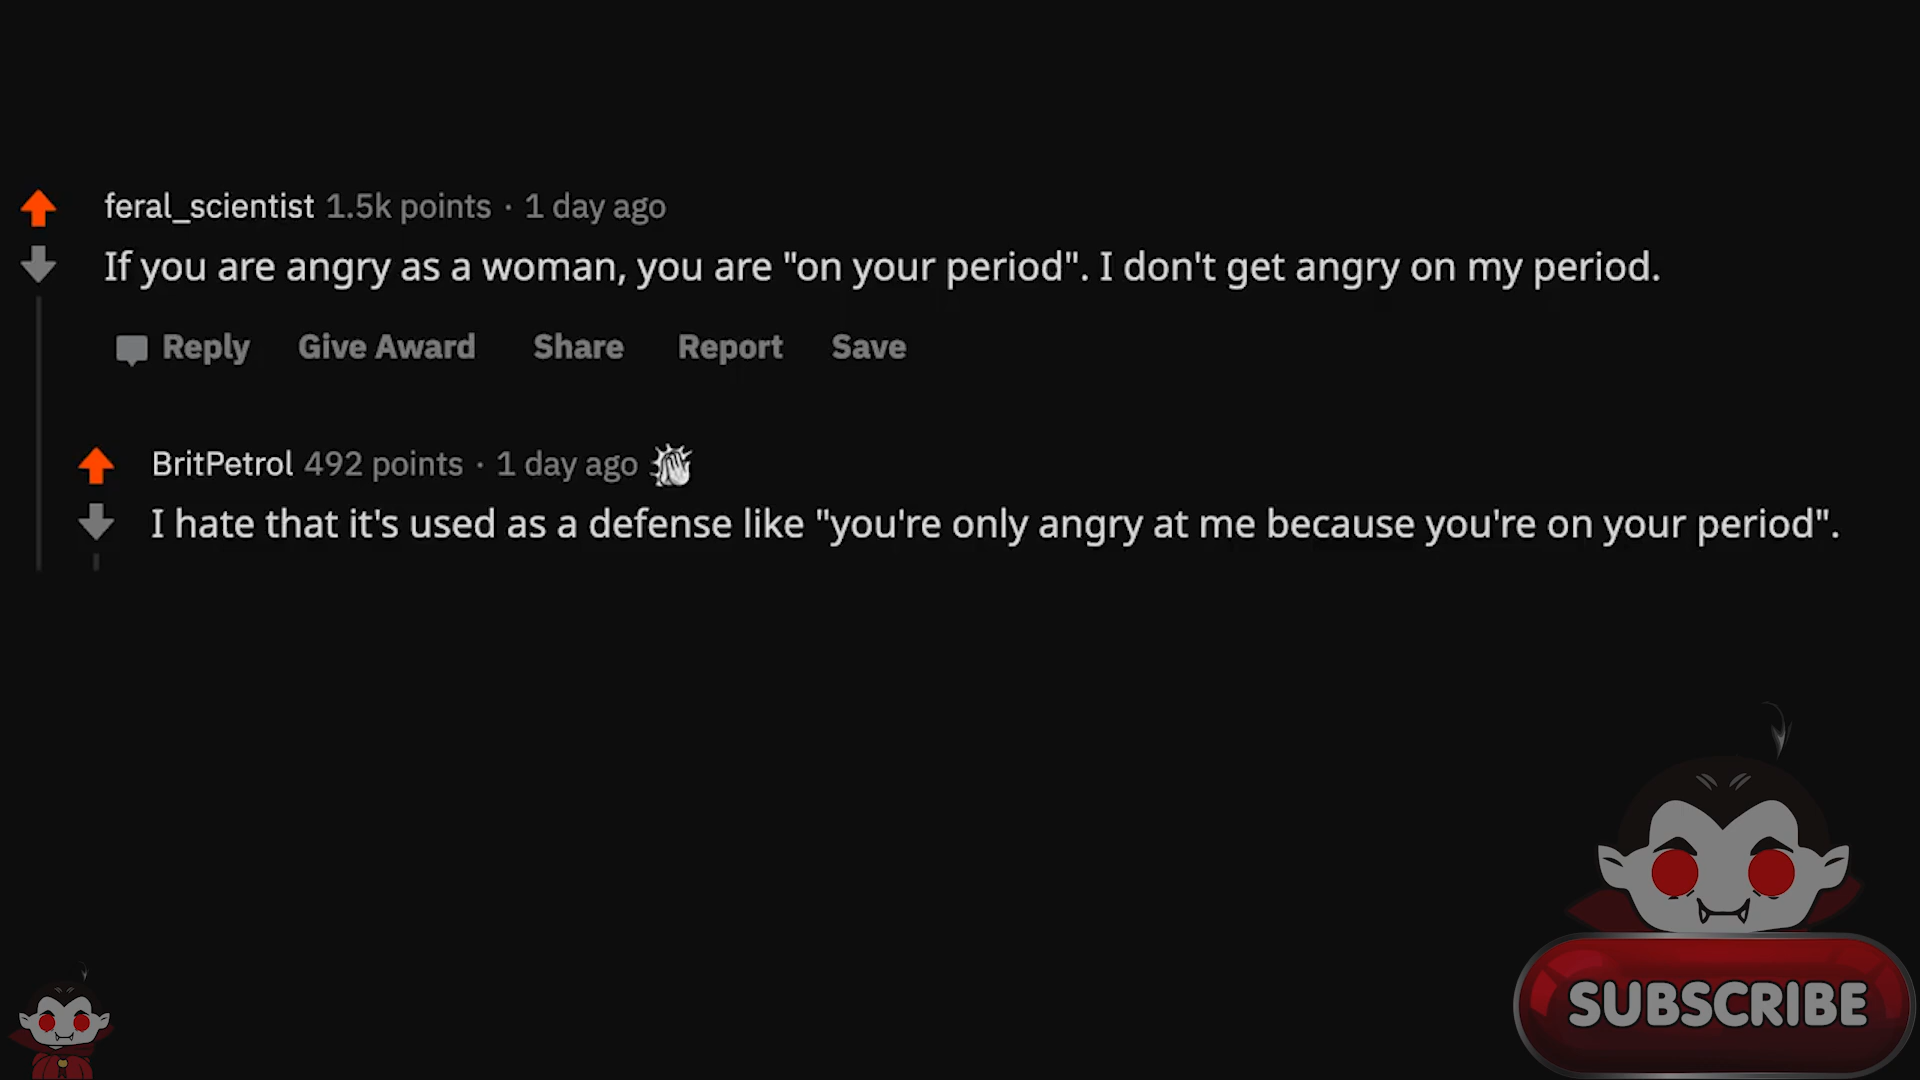 feral_scientist 1.5k points · 1 day ago
If you are angry as a woman, you are "on your period". I don't get angry on my period.
Reply Give Award Share Report Save
BritPetrol 492 points · 1 day ago
I hate that it's used as a defense like "you're only angry at me because you're on your period".
SUBSCRIBE